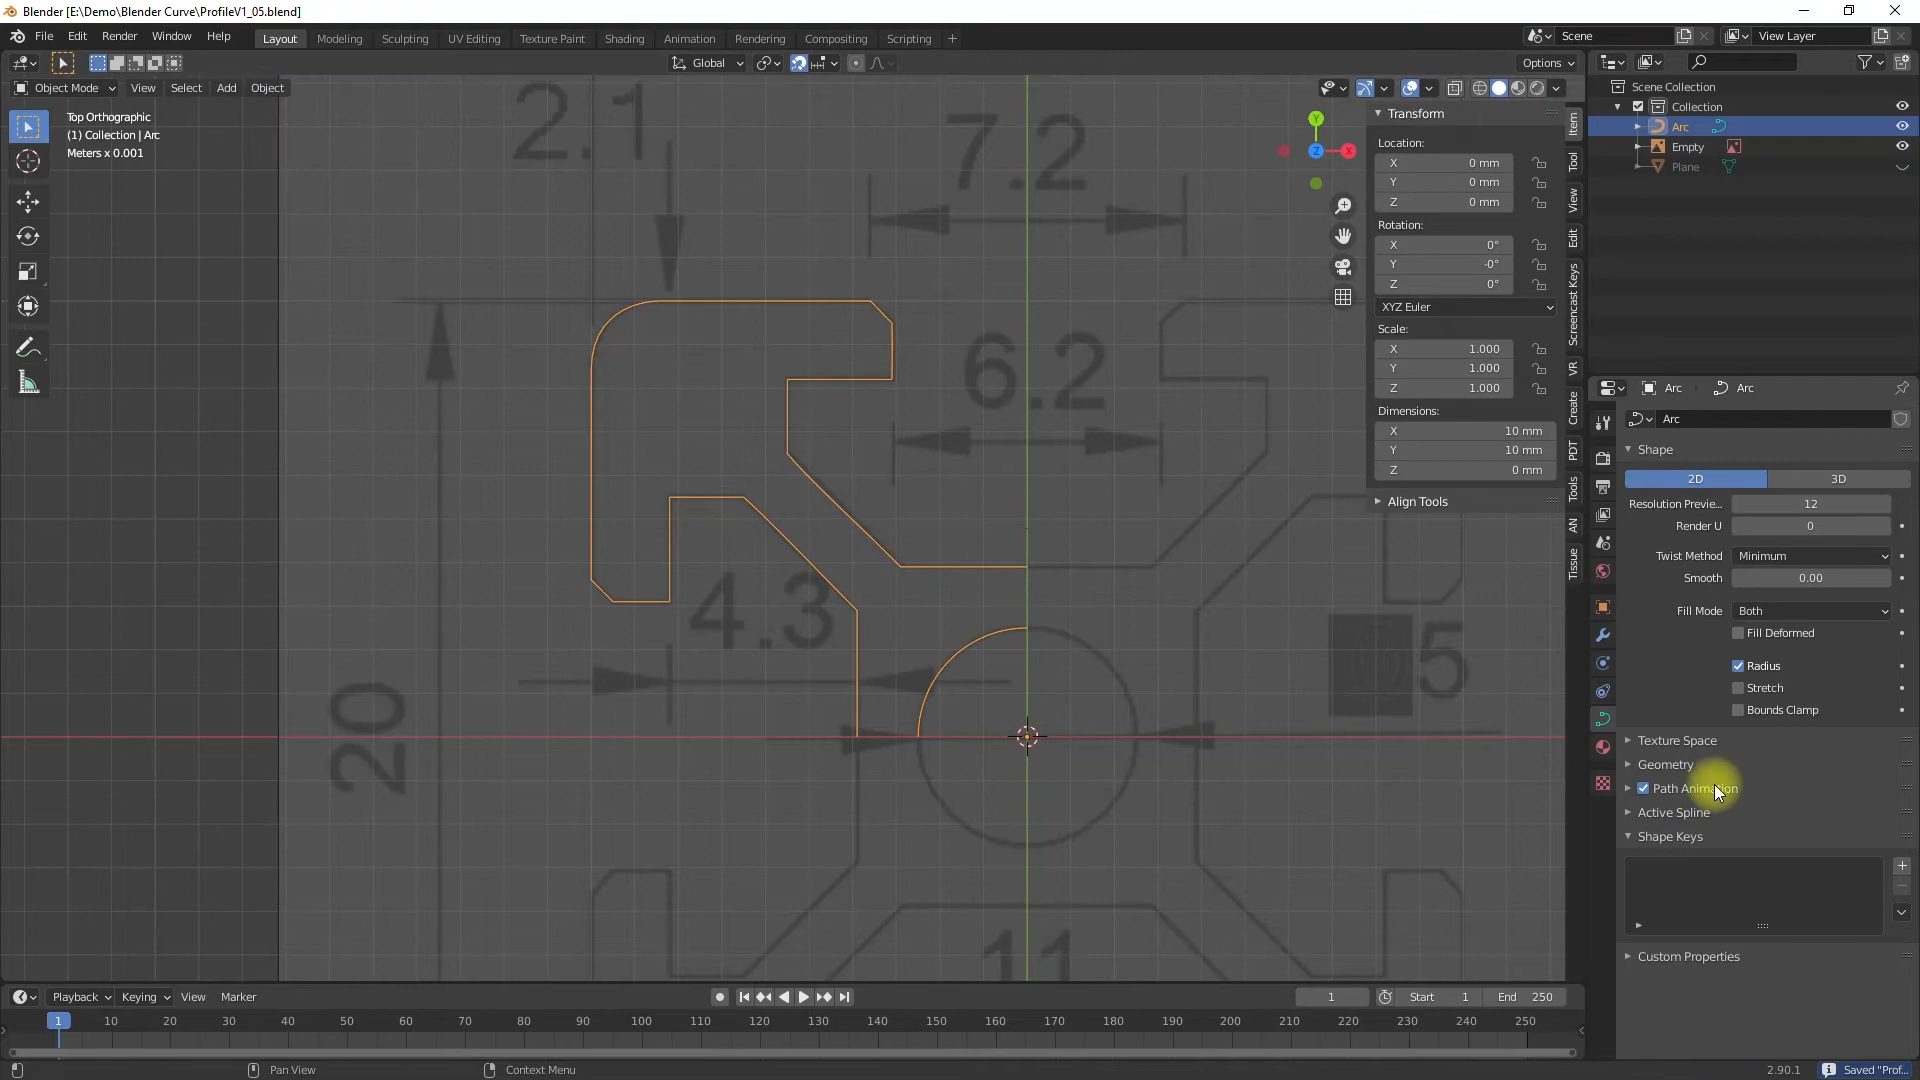 Blender [E:\Demo\Blender Curve\ProfileV1_05.blend]
File Edit Render Window Help
Layout Modeling Sculpting UV Editing Texture Paint Shading Animation Rendering Compositing Scripting +
Scene View Layer
Global Options
Object Mode View Select Add Object
Top Orthographic
(1) Collection | Arc
Meters x 0.001
2.1
7.2
6.2
4.3
5
20
11
Y
Z
X
Transform
Location:
X 0 mm
Y 0 mm
Z 0 mm
Rotation:
X 0°
Y -0°
Z 0°
XYZ Euler
Scale:
X 1.000
Y 1.000
Z 1.000
Dimensions:
X 10 mm
Y 10 mm
Z 0 mm
Align Tools
Item
Tool
View
Edit
Screencast Keys
VR
Create
PDT
Tools
AN
Tissue
Scene Collection
Collection
Arc
Empty
Plane
Arc Arc
Arc
Shape
2D 3D
Resolution Previe... 12
Render U 0
Twist Method Minimum
Smooth 0.00
Fill Mode Both
Fill Deformed
Radius
Stretch
Bounds Clamp
Texture Space
Geometry
Path Animation
Active Spline
Shape Keys
Custom Properties
Playback Keying View Marker
1 Start 1 End 250
1 10 20 30 40 50 60 70 80 90 100 110 120 130 140 150 160 170 180 190 200 210 220 230 240 250
Pan View Context Menu
2.90.1 Saved "Prof...